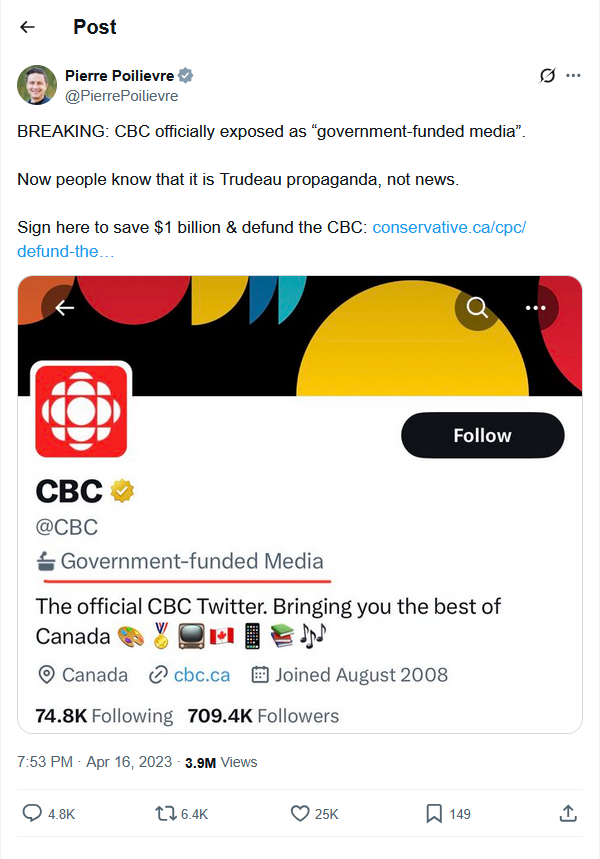 Post
Pierre Poilievre
@PierrePoilievre
BREAKING: CBC officially exposed as “government-funded media”.
Now people know that it is Trudeau propaganda, not news.
Sign here to save $1 billion & defund the CBC: conservative.ca/cpc/
defund-the…
Follow
CBC
@CBC
Government-funded Media
The official CBC Twitter. Bringing you the best of
Canada 🎨🏅📺🇨🇦📱📚🎶
Canada cbc.ca Joined August 2008
74.8K Following 709.4K Followers
7:53 PM · Apr 16, 2023 · 3.9M Views
4.8K 6.4K 25K 149